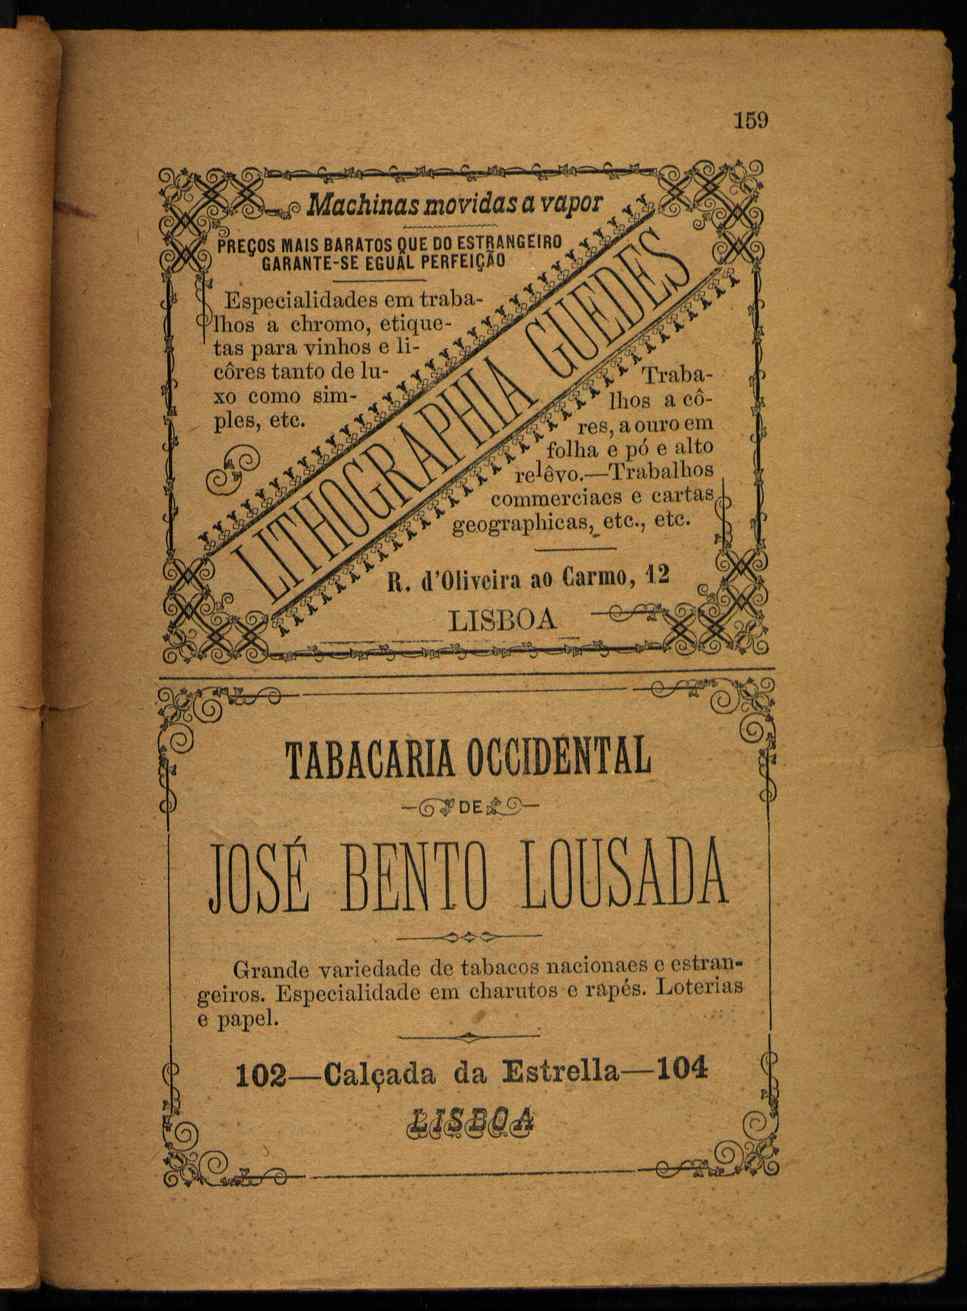 159
Machinas movidas a vapor
PREÇOS MAIS BARATOS QUE DO ESTRANGEIRO
GARANTE-SE EGUAL PERFEIÇÃO
Especialidades em traba-
lhos a chromo, etique-
tas para vinhos e li-
côres tanto de lu-
xo como sim-
ples, etc.
LITHOGRAPHIA GUEDES
Traba-
lhos a cô-
res, a ouro em
folha e pó e alto
relêvo.—Trabalhos
commerciaes e cartas
geographicas, etc., etc.
R. d'Oliveira ao Carmo, 12
LISBOA
TABACARIA OCCIDENTAL
DE
JOSÉ BENTO LOUSADA
Grande variedade de tabacos nacionaes e estran-
geiros. Especialidade em charutos e rapés. Loterias
e papel.
102—Calçada da Estrella—104
LISBOA